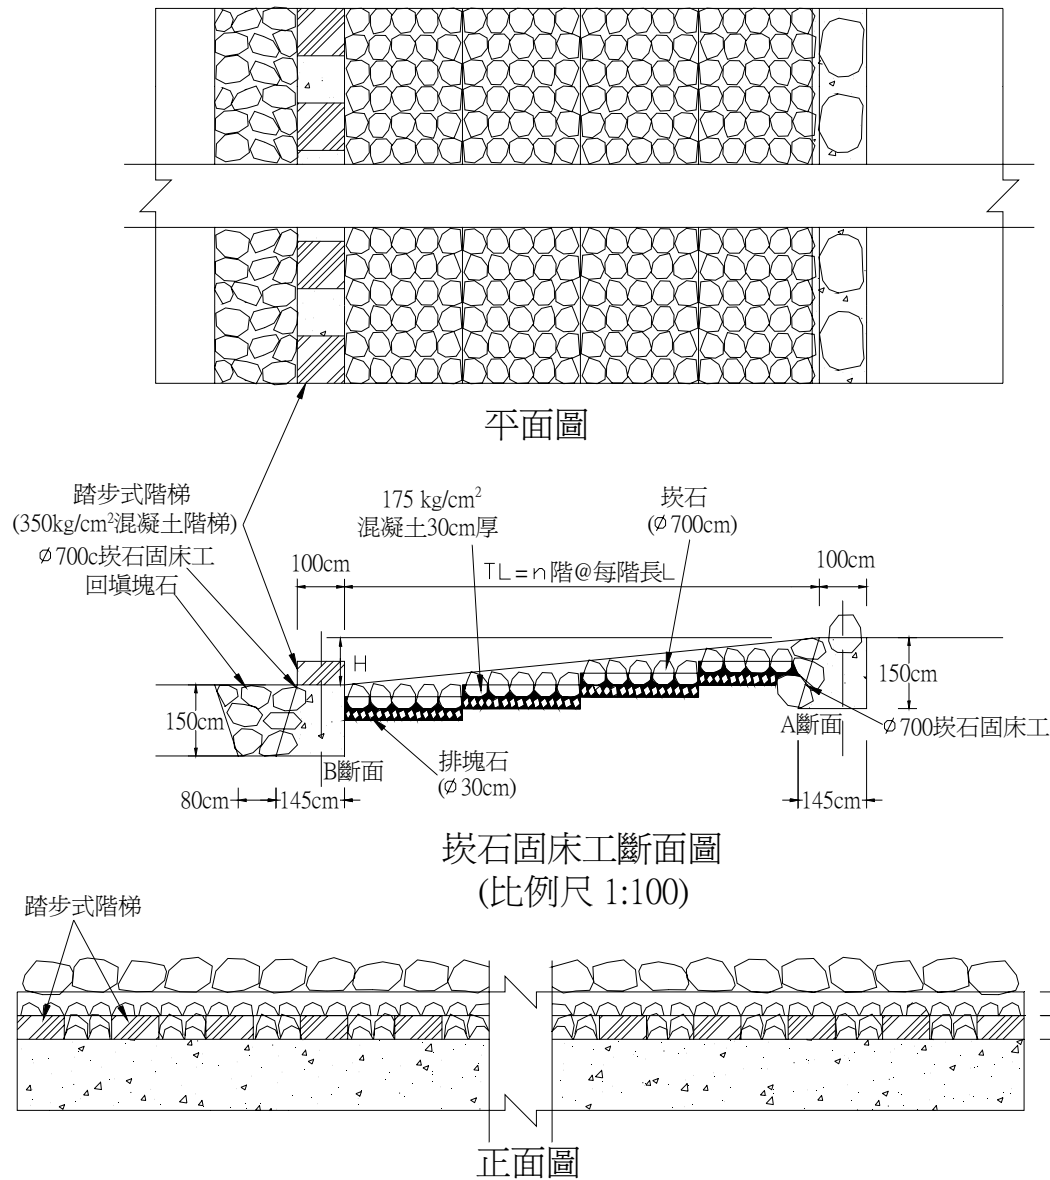 平面圖
踏步式階梯
(350kg/cm²混凝土階梯)
∅700c崁石固床工
回填塊石
175 kg/cm²
混凝土30cm厚
崁石
(∅700cm)
100cm
TL=n階@每階長L
100cm
H
150cm
150cm
A斷面
∅700崁石固床工
B斷面
排塊石
(∅30cm)
80cm
145cm
145cm
崁石固床工斷面圖
(比例尺 1:100)
踏步式階梯
正面圖